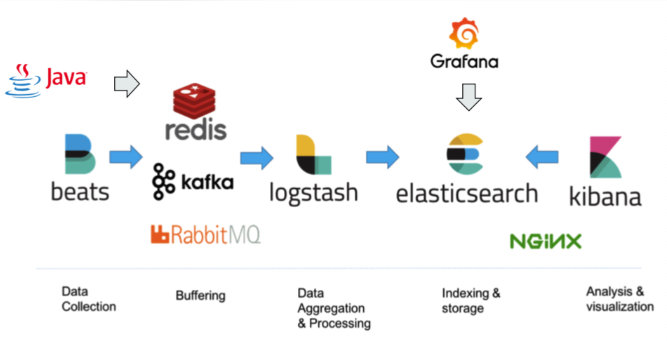 Java
Grafana
redis
beats
kafka
logstash
elasticsearch
kibana
RabbitMQ
NGINX
Data
Collection
Buffering
Data
Aggregation
& Processing
Indexing &
storage
Analysis &
visualization